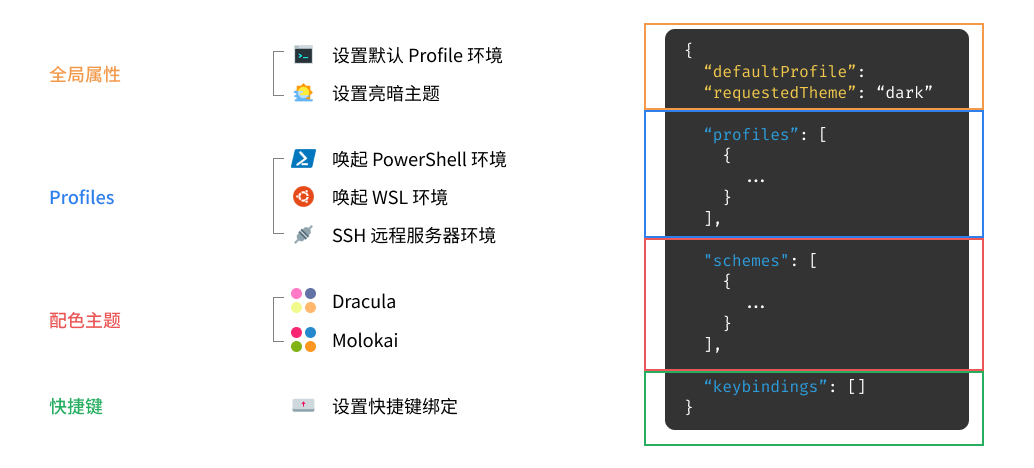 全局属性
设置默认 Profile 环境
设置亮暗主题
Profiles
唤起 PowerShell 环境
唤起 WSL 环境
SSH 远程服务器环境
配色主题
Dracula
Molokai
快捷键
设置快捷键绑定
{
“defaultProfile”:
“requestedTheme”: “dark”
“profiles”: [
{
...
}
],
"schemes": [
{
...
}
],
“keybindings”: []
}